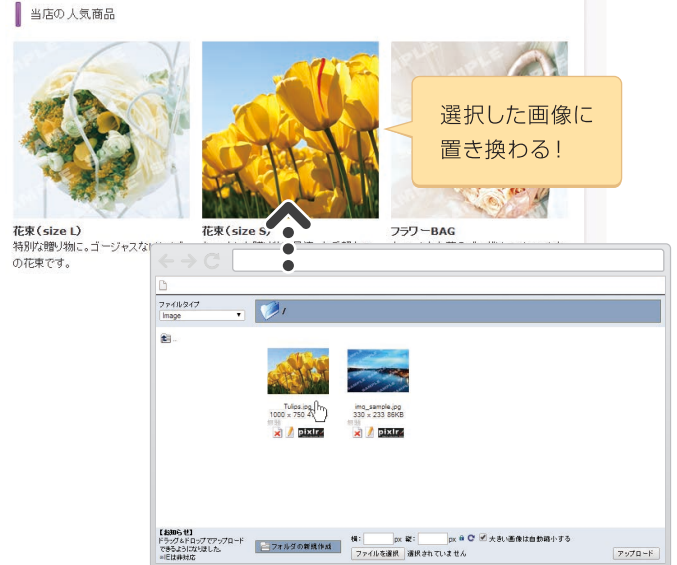 当店の人気商品
選択した画像に
置き換わる!
花束(size L)
花束(size S)
フラワーBAG
特別な贈り物に。ゴージャスな
の花束です。
ファイルタイプ
Image
/
..
Tulips.jpg
1000 x 750
img_sample.jpg
330 x 233 86KB
pixlr
pixlr
【お知らせ】
ドラッグ&ドロップでアップロード
できるようになりました。
※IEは非対応
フォルダの新規作成
横: px 縦: px 大きい画像は自動縮小する
ファイルを選択 選択されていません
アップロード